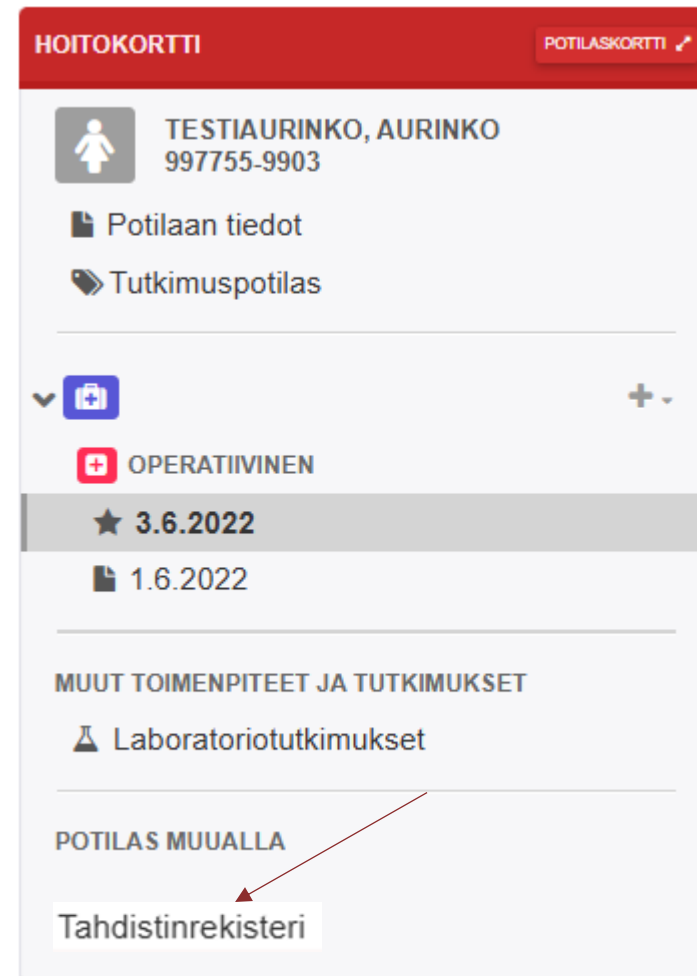 HOITOKORTTI POTILASKORTTI
TESTIAURINKO, AURINKO
997755-9903
Potilaan tiedot
Tutkimuspotilas
OPERATIIVINEN
3.6.2022
1.6.2022
MUUT TOIMENPITEET JA TUTKIMUKSET
Laboratoriotutkimukset
POTILAS MUUALLA
Tahdistinrekisteri